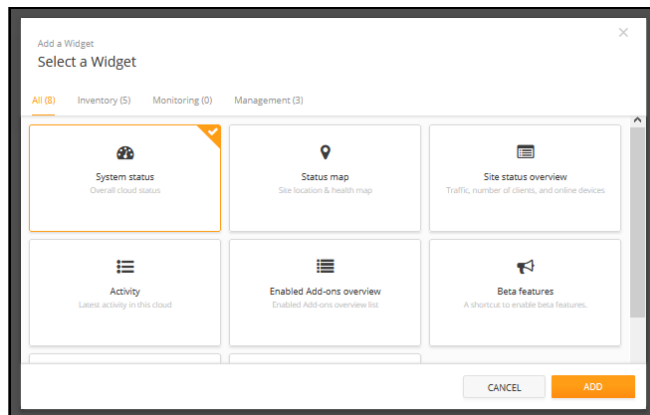 Add a Widget
Select a Widget
All (8) Inventory (5) Monitoring (0) Management (3)
System status
Overall cloud status
Status map
Site location & health map
Site status overview
Traffic, number of clients, and online devices
Activity
Latest activity in this cloud
Enabled Add-ons overview
Enabled Add-ons overview list
Beta features
A shortcut to enable beta features.
CANCEL ADD